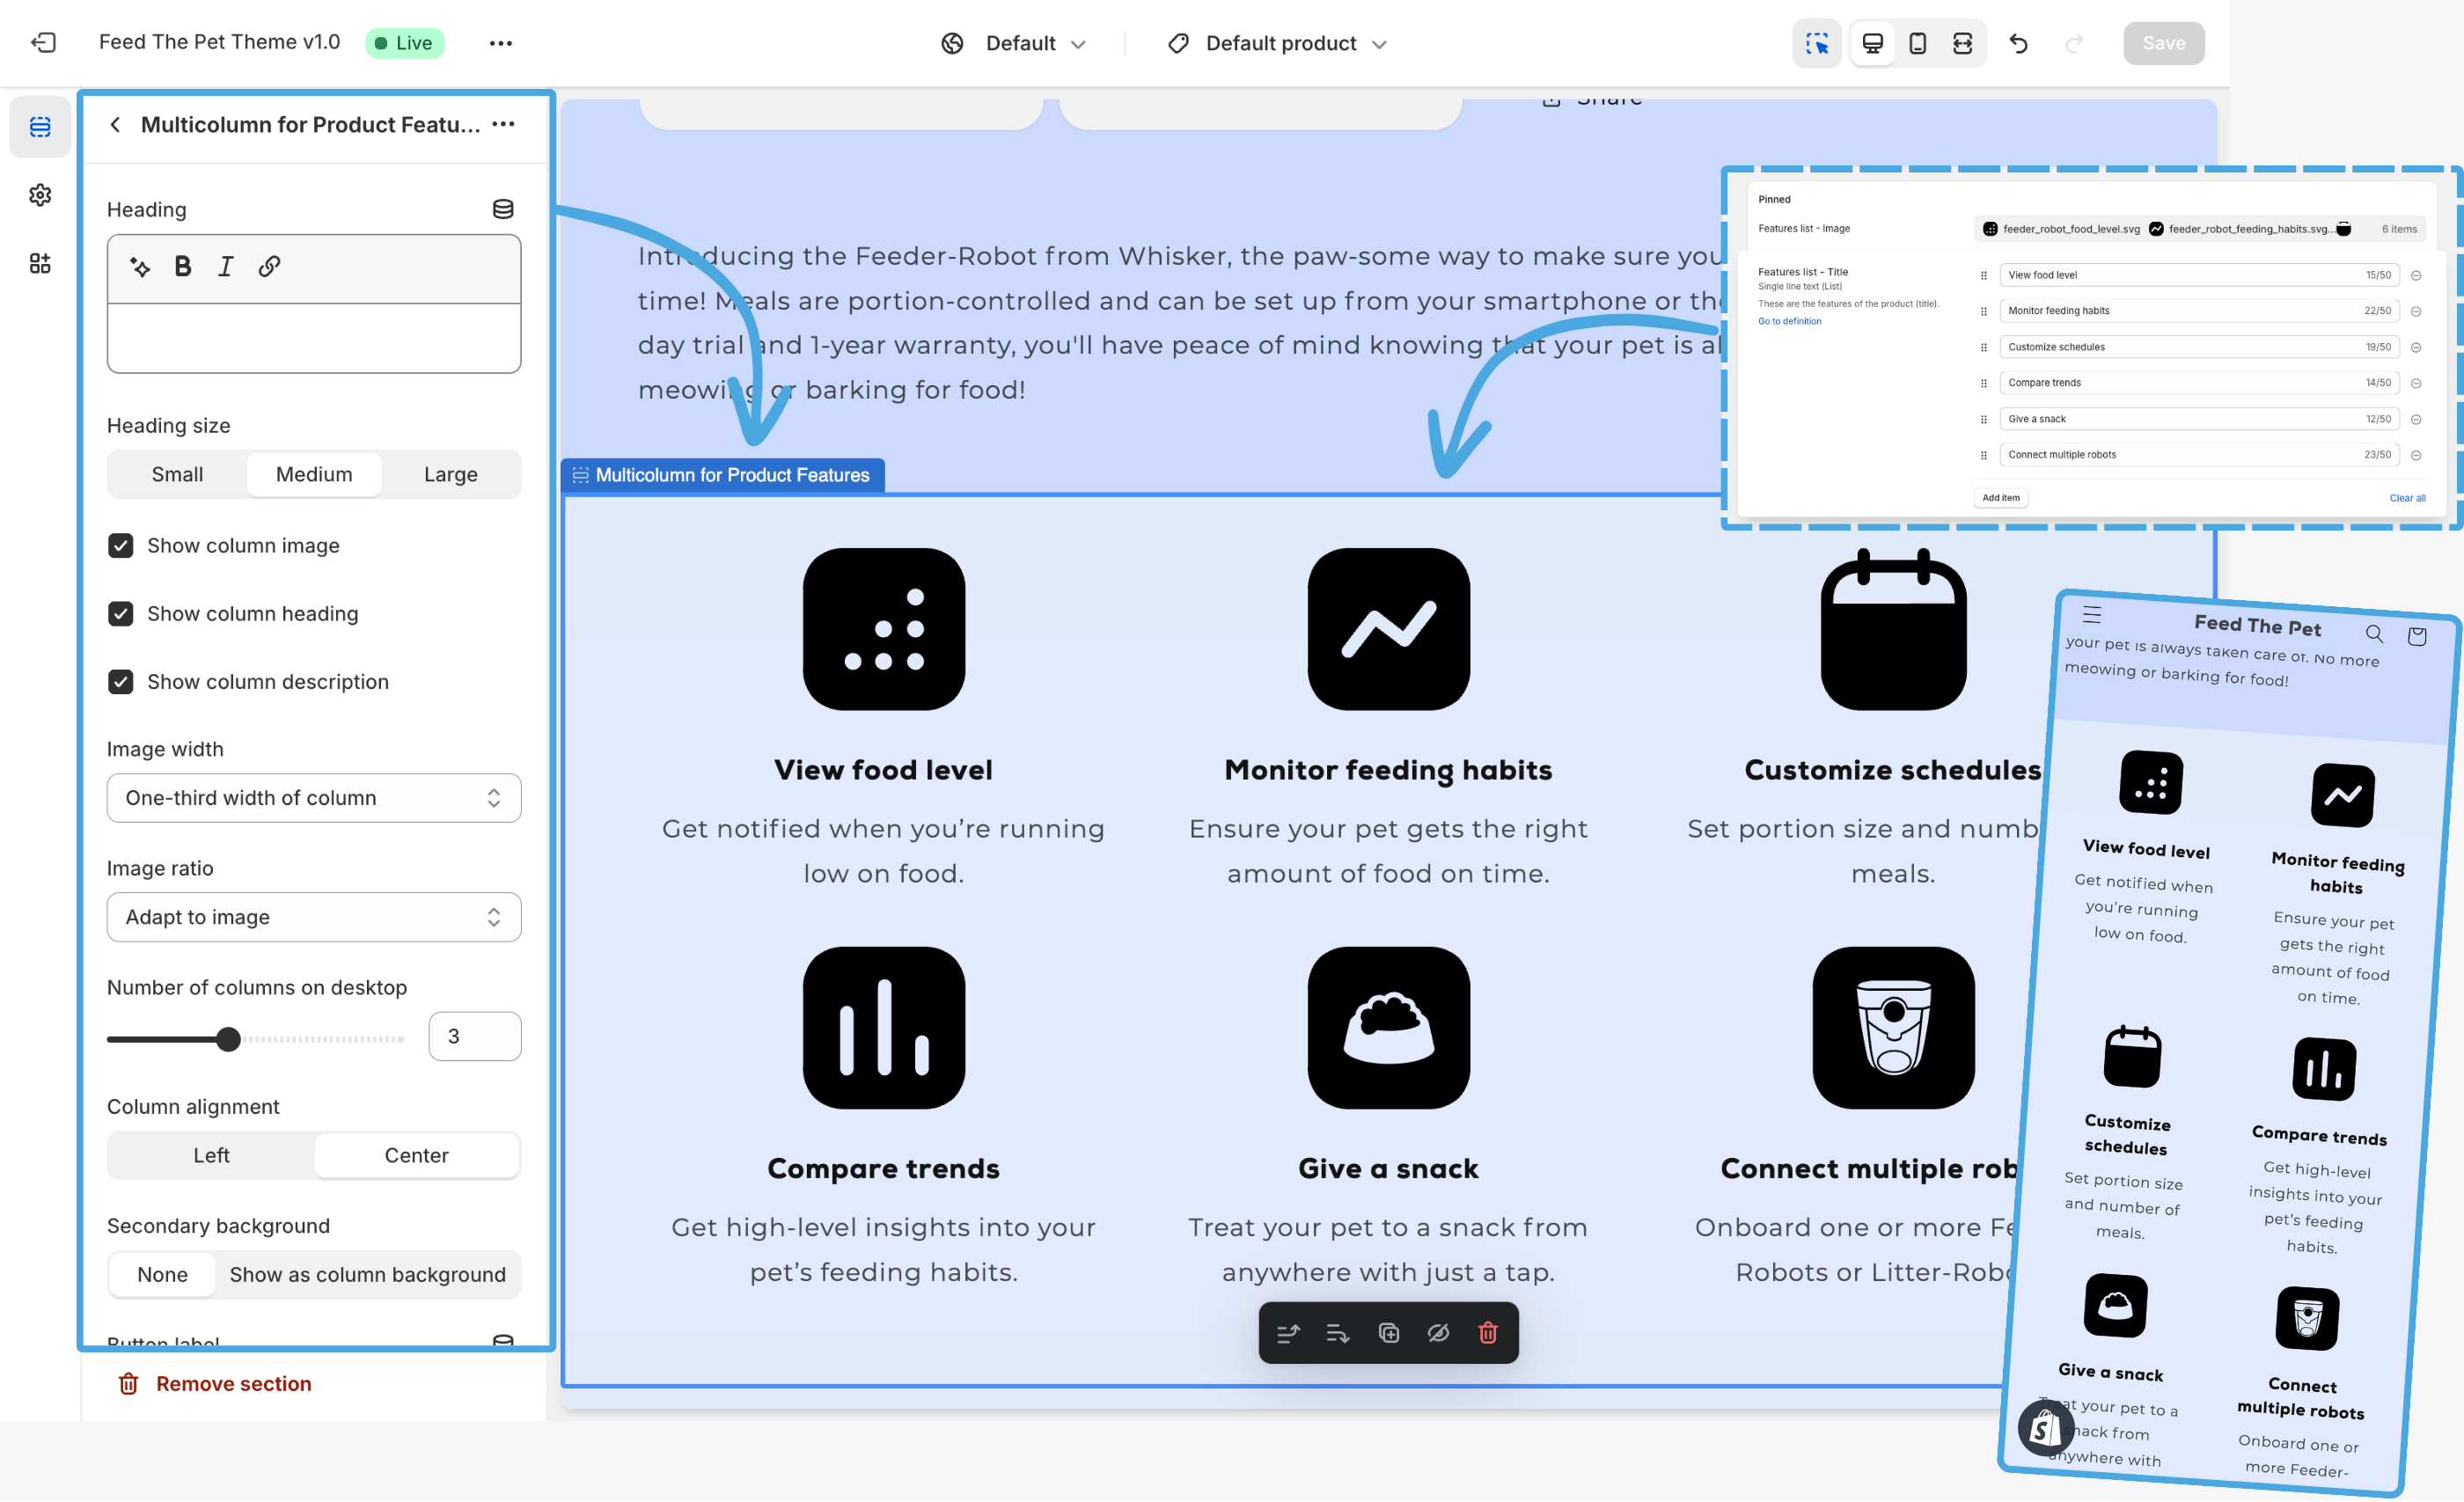 Feed The Pet Theme v1.0
Live
Default
Default product
Save
Multicolumn for Product Featu...
Heading
B I
Heading size
Small Medium Large
Show column image
Show column heading
Show column description
Image width
One-third width of column
Image ratio
Adapt to image
Number of columns on desktop
3
Column alignment
Left Center
Secondary background
None Show as column background
Button label
Remove section
Share
Introducing the Feeder-Robot from Whisker, the paw-some way to make sure you
time! Meals are portion-controlled and can be set up from your smartphone or
day trial and 1-year warranty, you'll have peace of mind knowing that your pet is
meowing or barking for food!
Multicolumn for Product Features
View food level
Get notified when you’re running
low on food.
Monitor feeding habits
Ensure your pet gets the right
amount of food on time.
Customize schedules
Set portion size and numb
meals.
Compare trends
Get high-level insights into your
pet’s feeding habits.
Give a snack
Treat your pet to a snack from
anywhere with just a tap.
Connect multiple rob
Onboard one or more Fe
Robots or Litter-Robo
Pinned
Features list - Image
feeder_robot_food_level.svg
feeder_robot_feeding_habits.svg...
6 items
Features list - Title
Single line text (List)
These are the features of the product (title).
Go to definition
View food level 15/50
Monitor feeding habits 22/50
Customize schedules 19/50
Compare trends 14/50
Give a snack 12/50
Connect multiple robots 23/50
Add item
Clear all
Feed The Pet
your pet is always taken care of. No more
meowing or barking for food!
View food level
Get notified when
you’re running
low on food.
Monitor feeding
habits
Ensure your pet
gets the right
amount of food
on time.
Customize
schedules
Set portion size
and number of
meals.
Compare trends
Get high-level
insights into your
pet’s feeding
habits.
Give a snack
Treat your pet to a
snack from
anywhere with
Connect
multiple robots
Onboard one or
more Feeder-